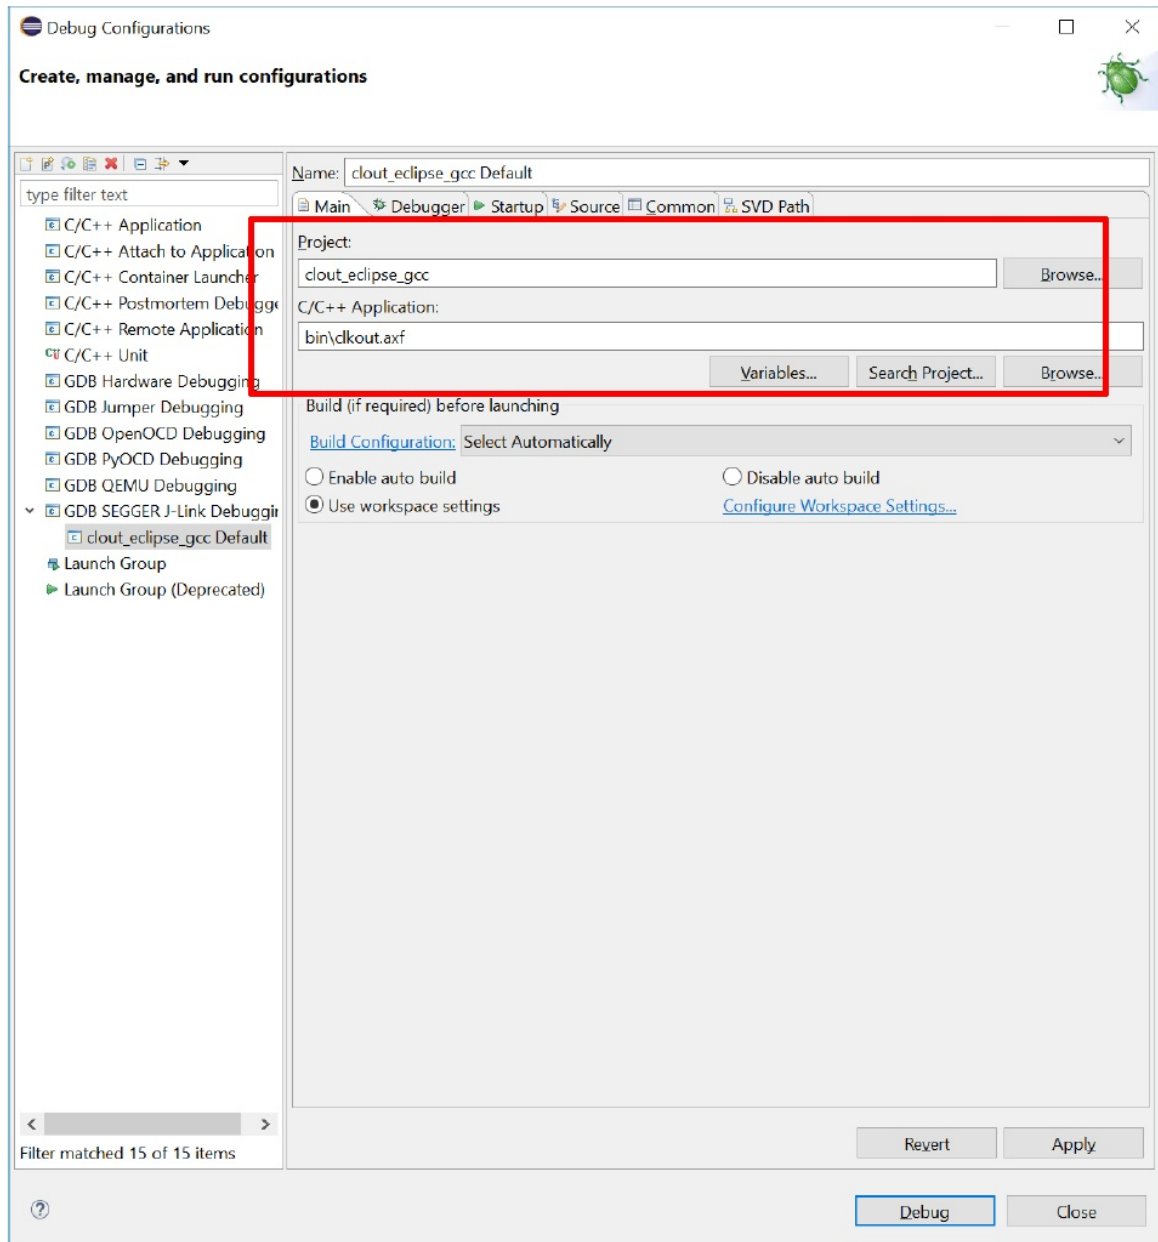 Debug Configurations
Create, manage, and run configurations
type filter text
C/C++ Application
C/C++ Attach to Application
C/C++ Container Launcher
C/C++ Postmortem Debugge
C/C++ Remote Application
C/C++ Unit
GDB Hardware Debugging
GDB Jumper Debugging
GDB OpenOCD Debugging
GDB PyOCD Debugging
GDB QEMU Debugging
GDB SEGGER J-Link Debuggin
clout_eclipse_gcc Default
Launch Group
Launch Group (Deprecated)
Filter matched 15 of 15 items
Name: clout_eclipse_gcc Default
Main Debugger Startup Source Common SVD Path
Project:
clout_eclipse_gcc Browse...
C/C++ Application:
bin\clkout.axf
Variables... Search Project... Browse...
Build (if required) before launching
Build Configuration: Select Automatically
Enable auto build Disable auto build
Use workspace settings Configure Workspace Settings...
Revert Apply
Debug Close